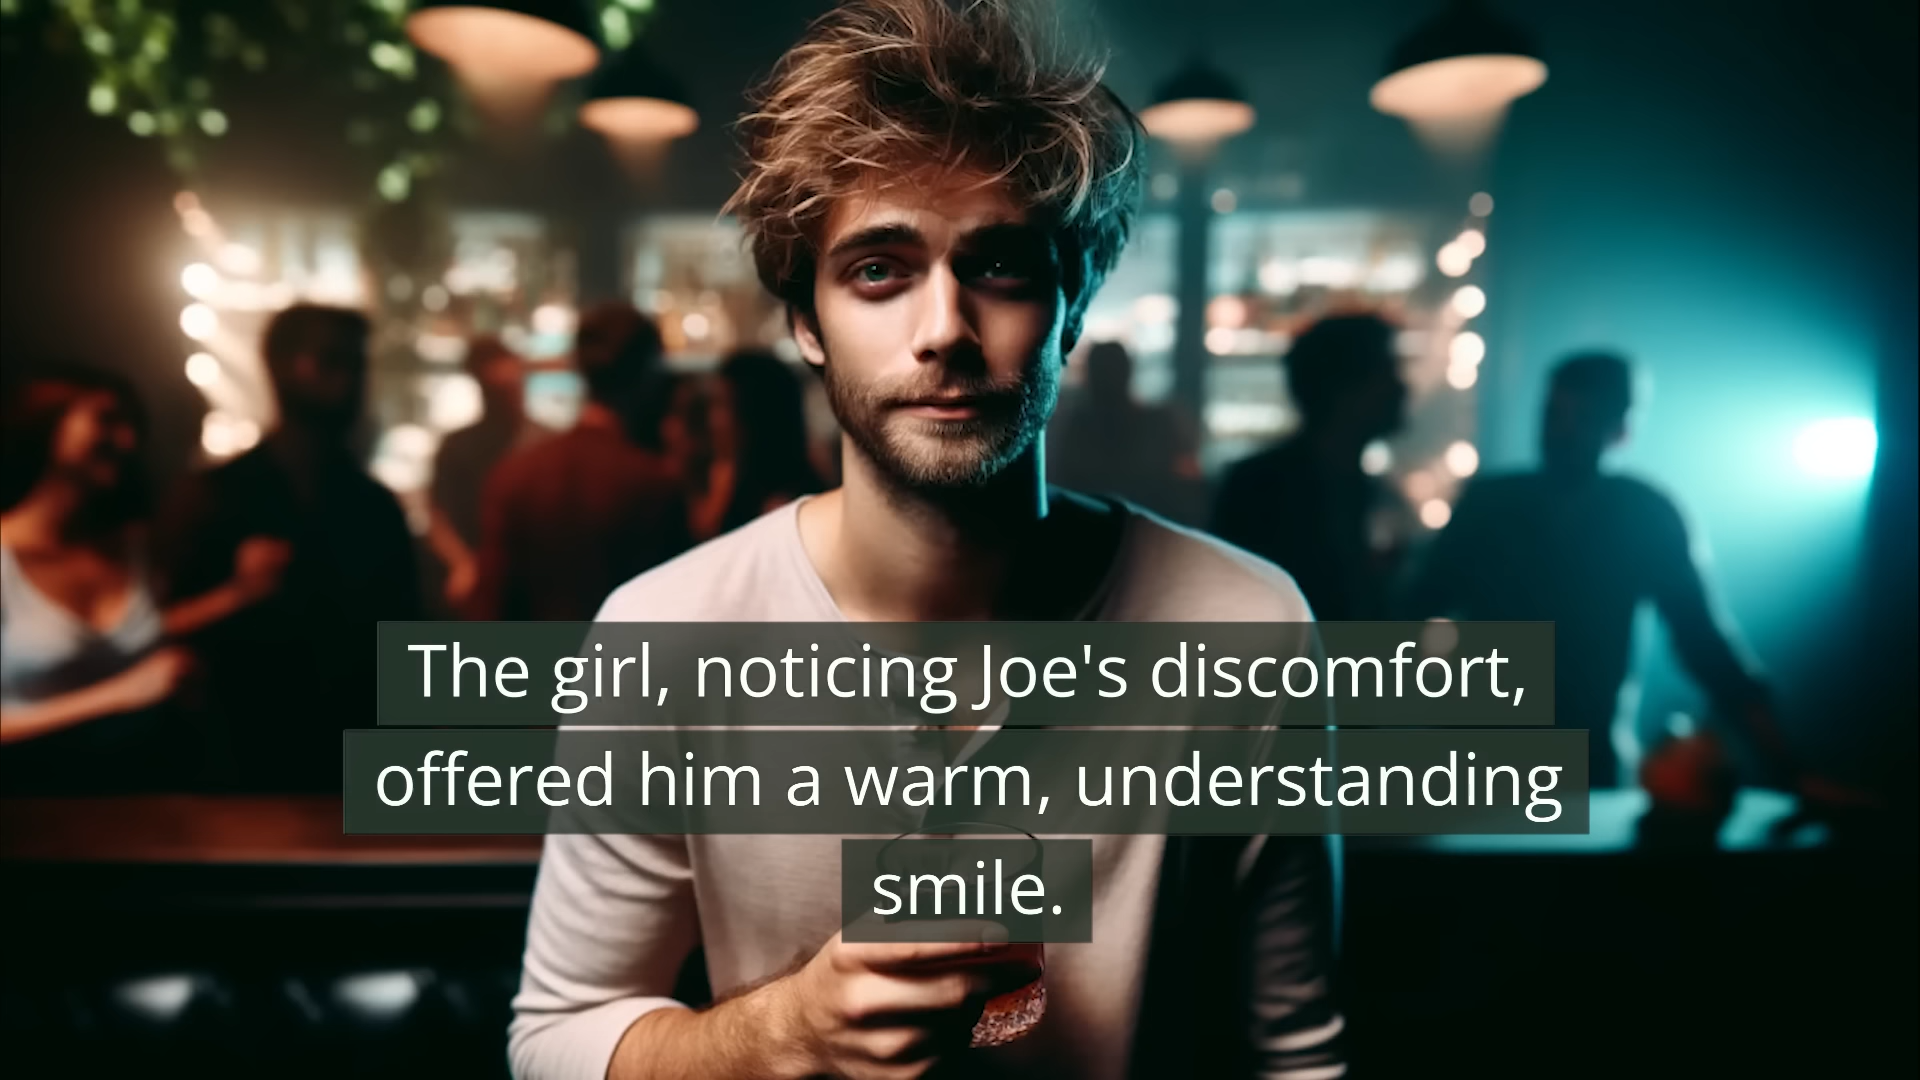 The girl, noticing Joe's discomfort,
offered him a warm, understanding
smile.